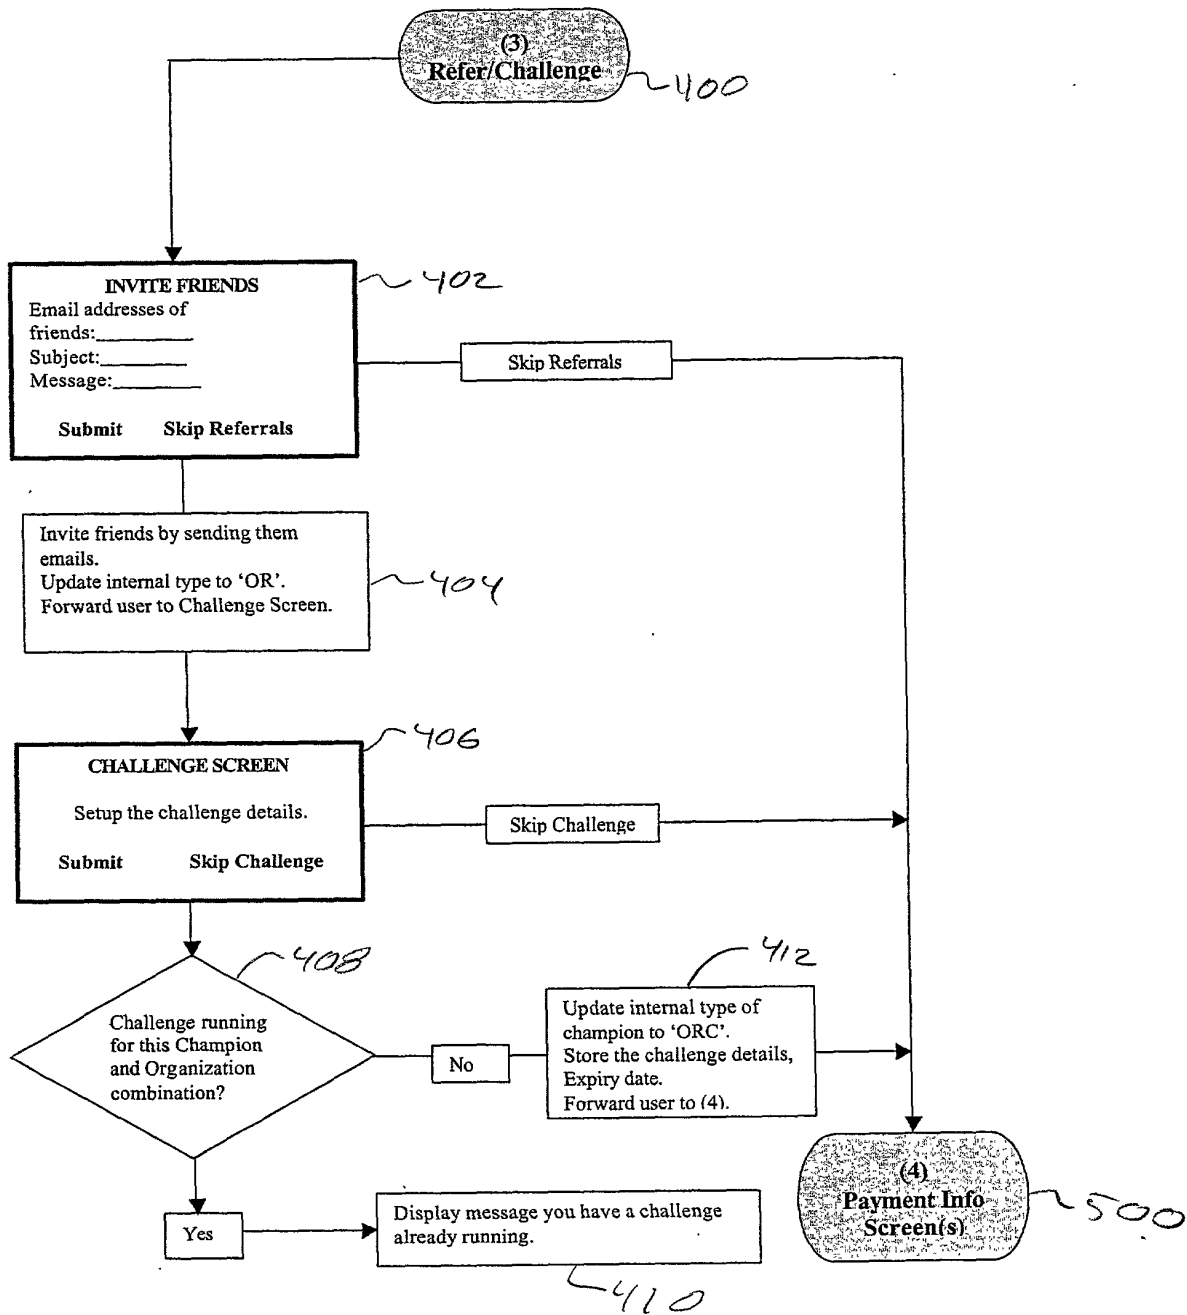 (3)
Refer/Challenge
400
INVITE FRIENDS
402
Email addresses of
friends:__________
Subject:_________
Message:_________
Submit Skip Referrals
Skip Referrals
Invite friends by sending them
emails.
Update internal type to ‘OR’.
Forward user to Challenge Screen.
404
CHALLENGE SCREEN
406
Setup the challenge details.
Submit Skip Challenge
Skip Challenge
408
Challenge running
for this Champion
and Organization
combination?
No
412
Update internal type of
champion to ‘ORC’.
Store the challenge details,
Expiry date.
Forward user to (4).
Yes
Display message you have a challenge
already running.
410
(4)
Payment Info
Screen(s)
500